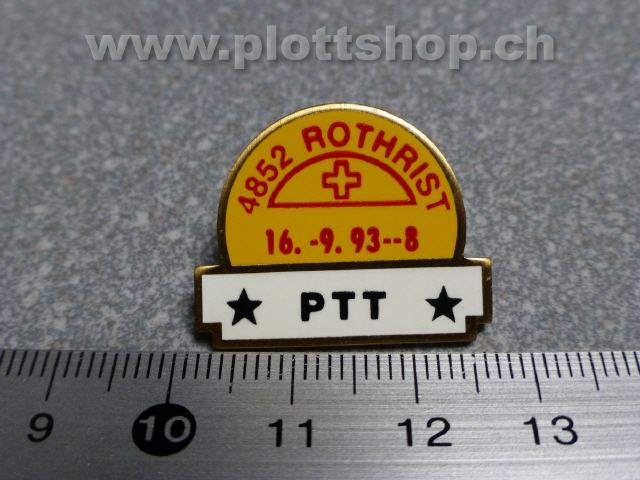 www.plottshop.ch
4852 ROTHRIST
16. -9. 93--8
★ PTT ★
9 10 11 12 13